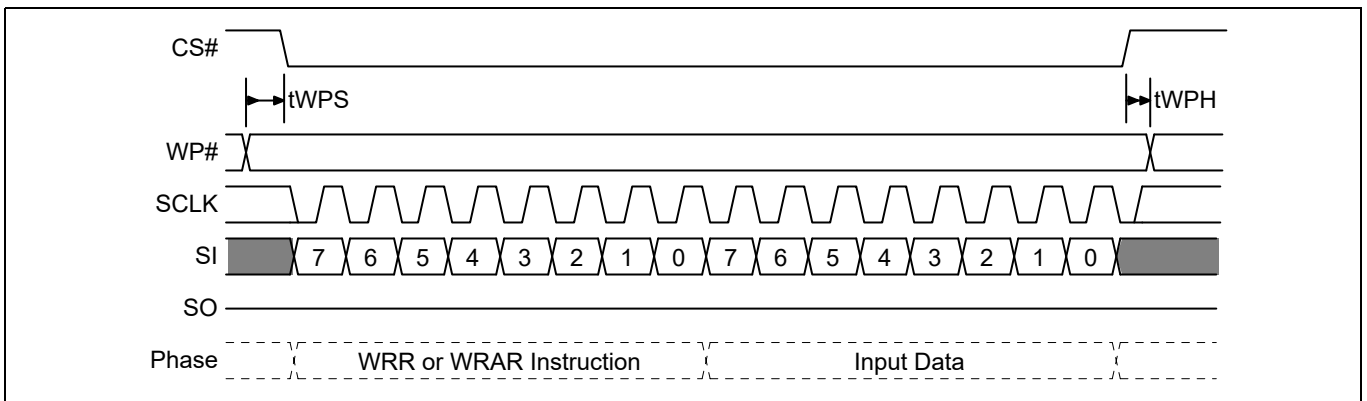 CS#
tWPS tWPH
WP#
SCLK
SI 7 6 5 4 3 2 1 0 7 6 5 4 3 2 1 0
SO
Phase WRR or WRAR Instruction Input Data